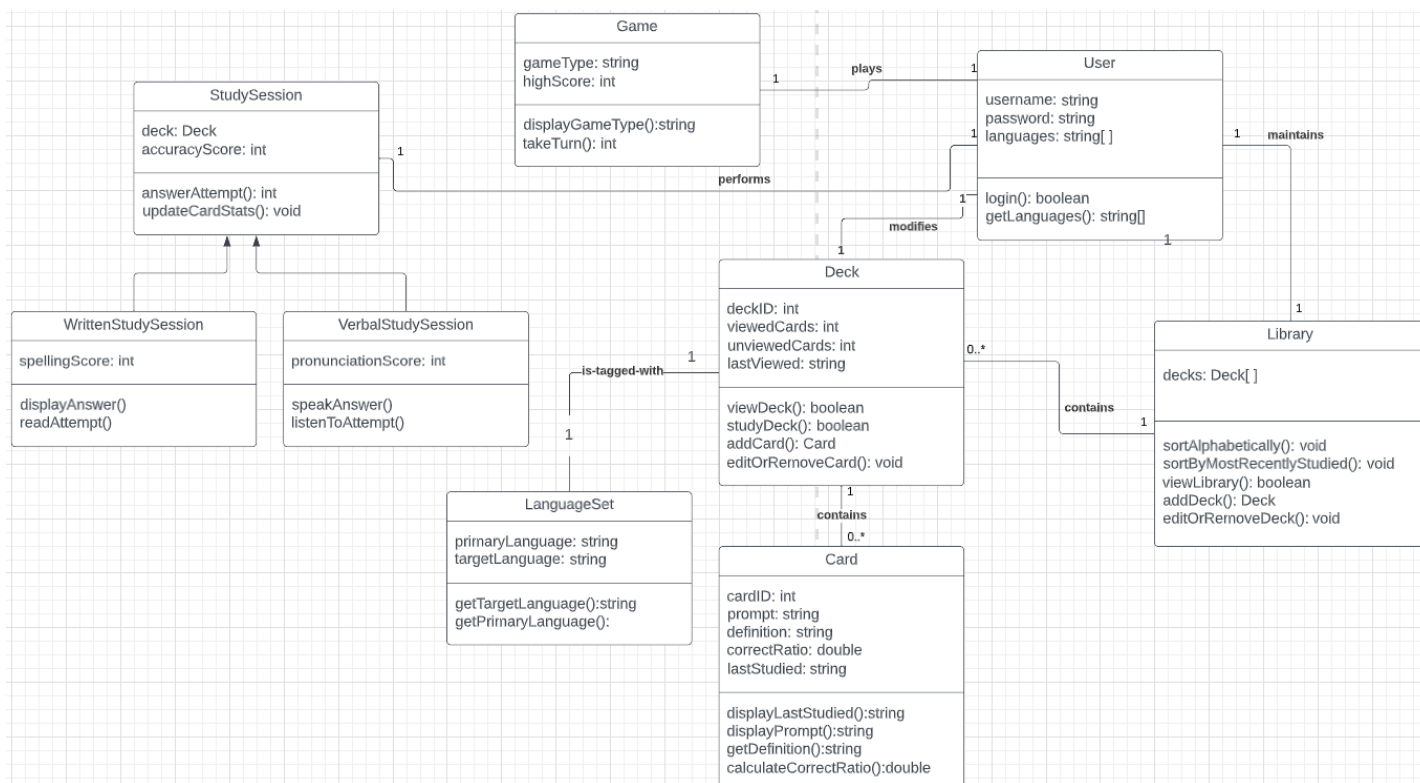 Game
gameType: string
highScore: int
displayGameType():string
takeTurn(): int
1
plays
1
User
username: string
password: string
languages: string[ ]
login(): boolean
getLanguages(): string[]
1
1
maintains
1
StudySession
deck: Deck
accuracyScore: int
answerAttempt(): int
updateCardStats(): void
1
performs
1
1
modifies
1
WrittenStudySession
spellingScore: int
displayAnswer()
readAttempt()
VerbalStudySession
pronunciationScore: int
speakAnswer()
listenToAttempt()
Deck
deckID: int
viewedCards: int
unviewedCards: int
lastViewed: string
viewDeck(): boolean
studyDeck(): boolean
addCard(): Card
editOrRemoveCard(): void
1
is-tagged-with
1
0..*
contains
1
Library
decks: Deck[ ]
sortAlphabetically(): void
sortByMostRecentlyStudied(): void
viewLibrary(): boolean
addDeck(): Deck
editOrRemoveDeck(): void
LanguageSet
primaryLanguage: string
targetLanguage: string
getTargetLanguage():string
getPrimaryLanguage():
1
contains
0..*
Card
cardID: int
prompt: string
definition: string
correctRatio: double
lastStudied: string
displayLastStudied():string
displayPrompt():string
getDefinition():string
calculateCorrectRatio():double